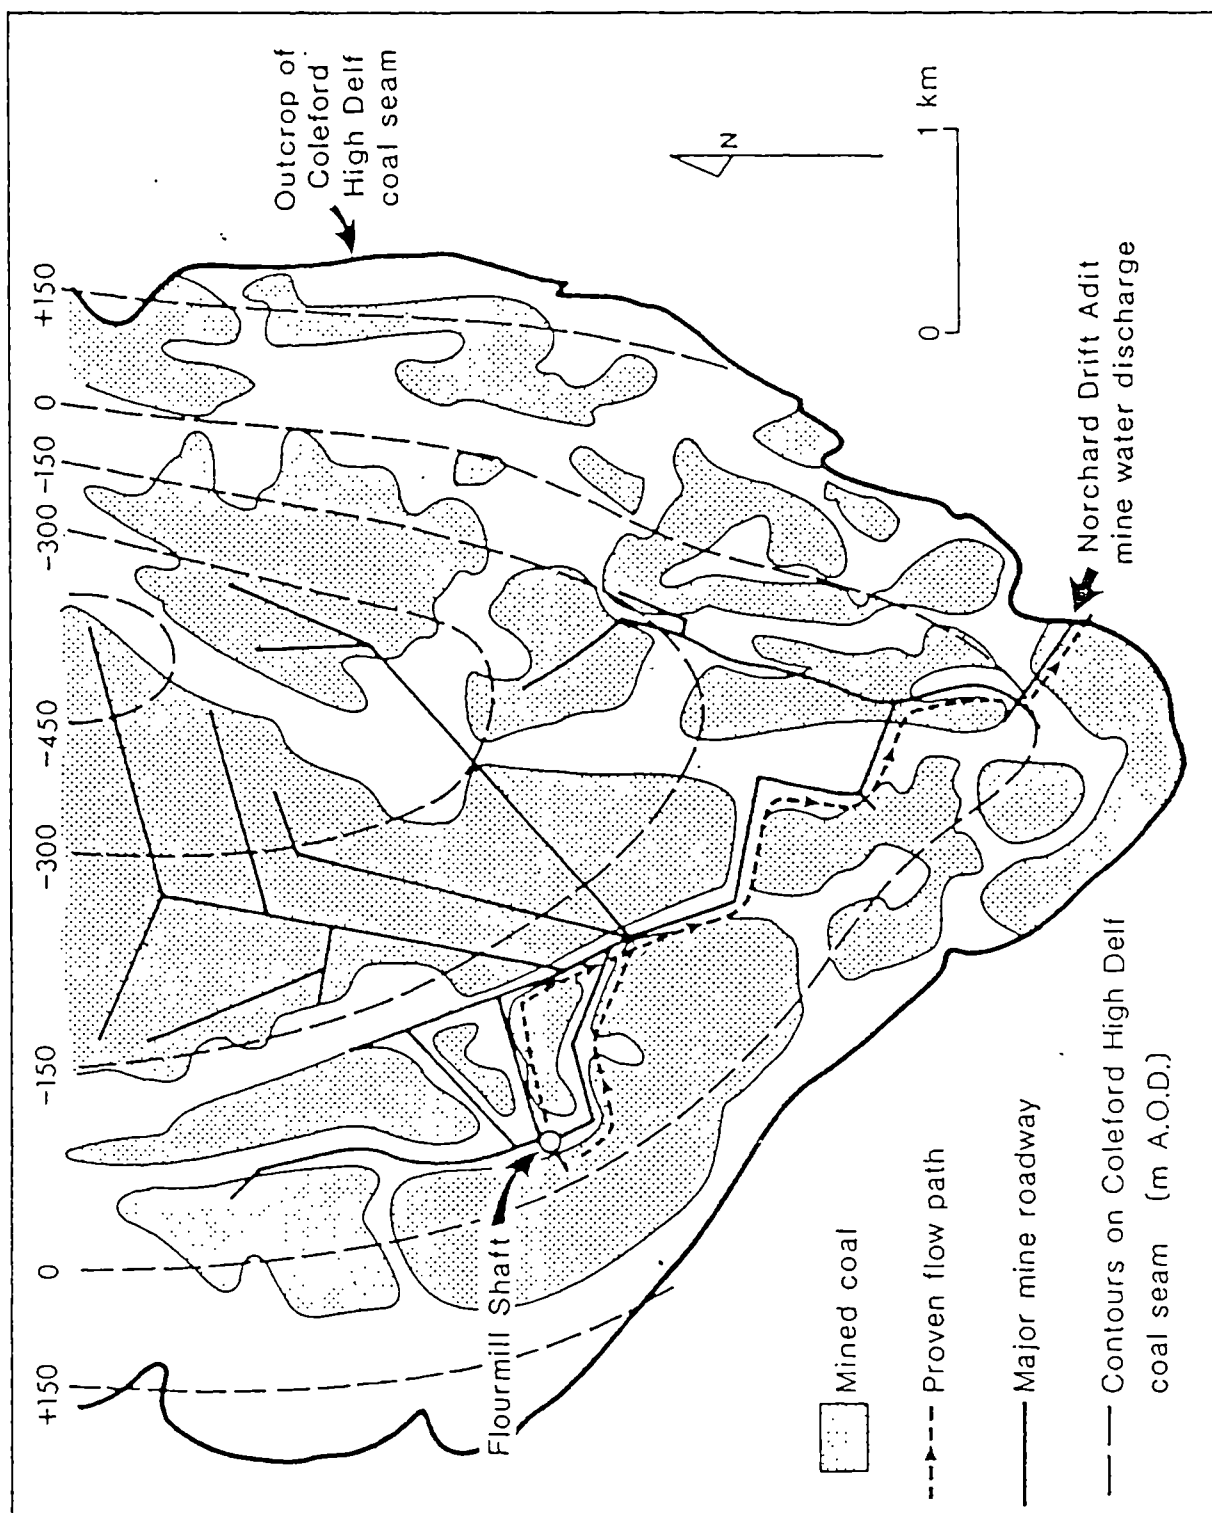 +150
0
-150
-300
-450
-300
-150
0
+150
Outcrop of
Coleford
High Delf
coal seam
N
0
1 km
Flourmill Shaft
Norchard Drift Adit
mine water discharge
Mined coal
Proven flow path
Major mine roadway
Contours on Coleford High Delf
coal seam (m A.O.D.)